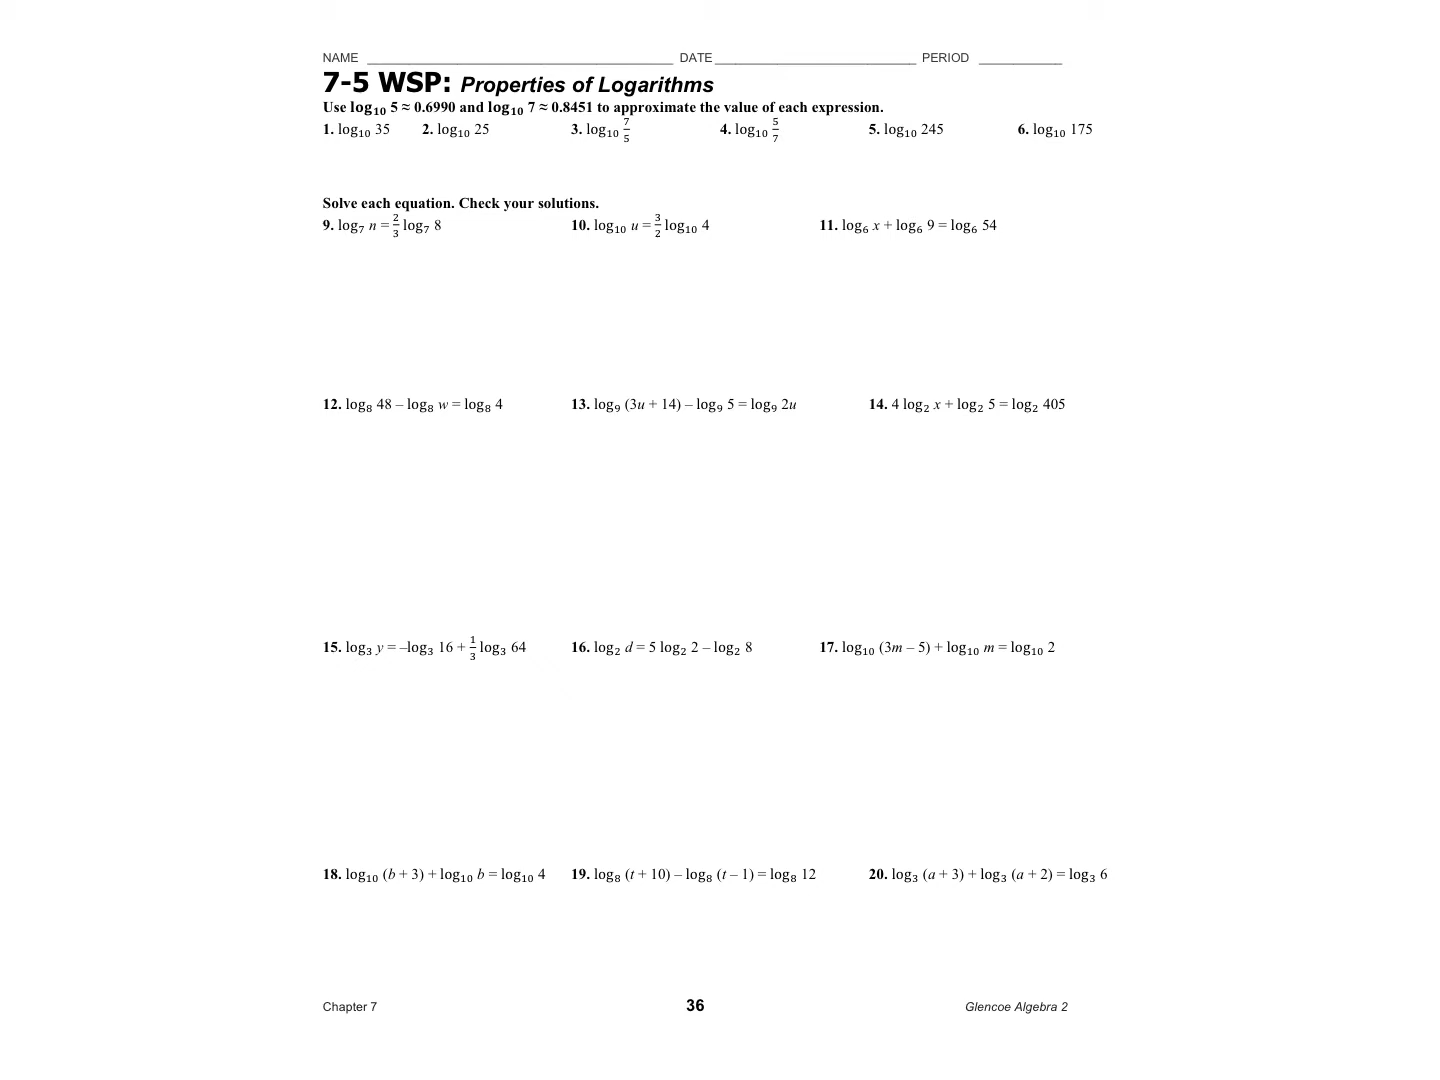 NAME ______ DATE ______ PERIOD ______
7-5 WSP: Properties of Logarithms
Use log₁₀ 5 ≈ 0.6990 and log₁₀ 7 ≈ 0.8451 to approximate the value of each expression.
1. log₁₀ 35 2. log₁₀ 25 3. log₁₀ 7/5 4. log₁₀ 5/7 5. log₁₀ 245 6. log₁₀ 175
Solve each equation. Check your solutions.
9. log₇ n = 2/3 log₇ 8 10. log₁₀ u = 3/2 log₁₀ 4 11. log₆ x + log₆ 9 = log₆ 54
12. log₈ 48 – log₈ w = log₈ 4 13. log₉ (3u + 14) – log₉ 5 = log₉ 2u 14. 4 log₂ x + log₂ 5 = log₂ 405
15. log₃ y = –log₃ 16 + 1/3 log₃ 64 16. log₂ d = 5 log₂ 2 – log₂ 8 17. log₁₀ (3m – 5) + log₁₀ m = log₁₀ 2
18. log₁₀ (b + 3) + log₁₀ b = log₁₀ 4 19. log₈ (t + 10) – log₈ (t – 1) = log₈ 12 20. log₃ (a + 3) + log₃ (a + 2) = log₃ 6
Chapter 7 36 Glencoe Algebra 2